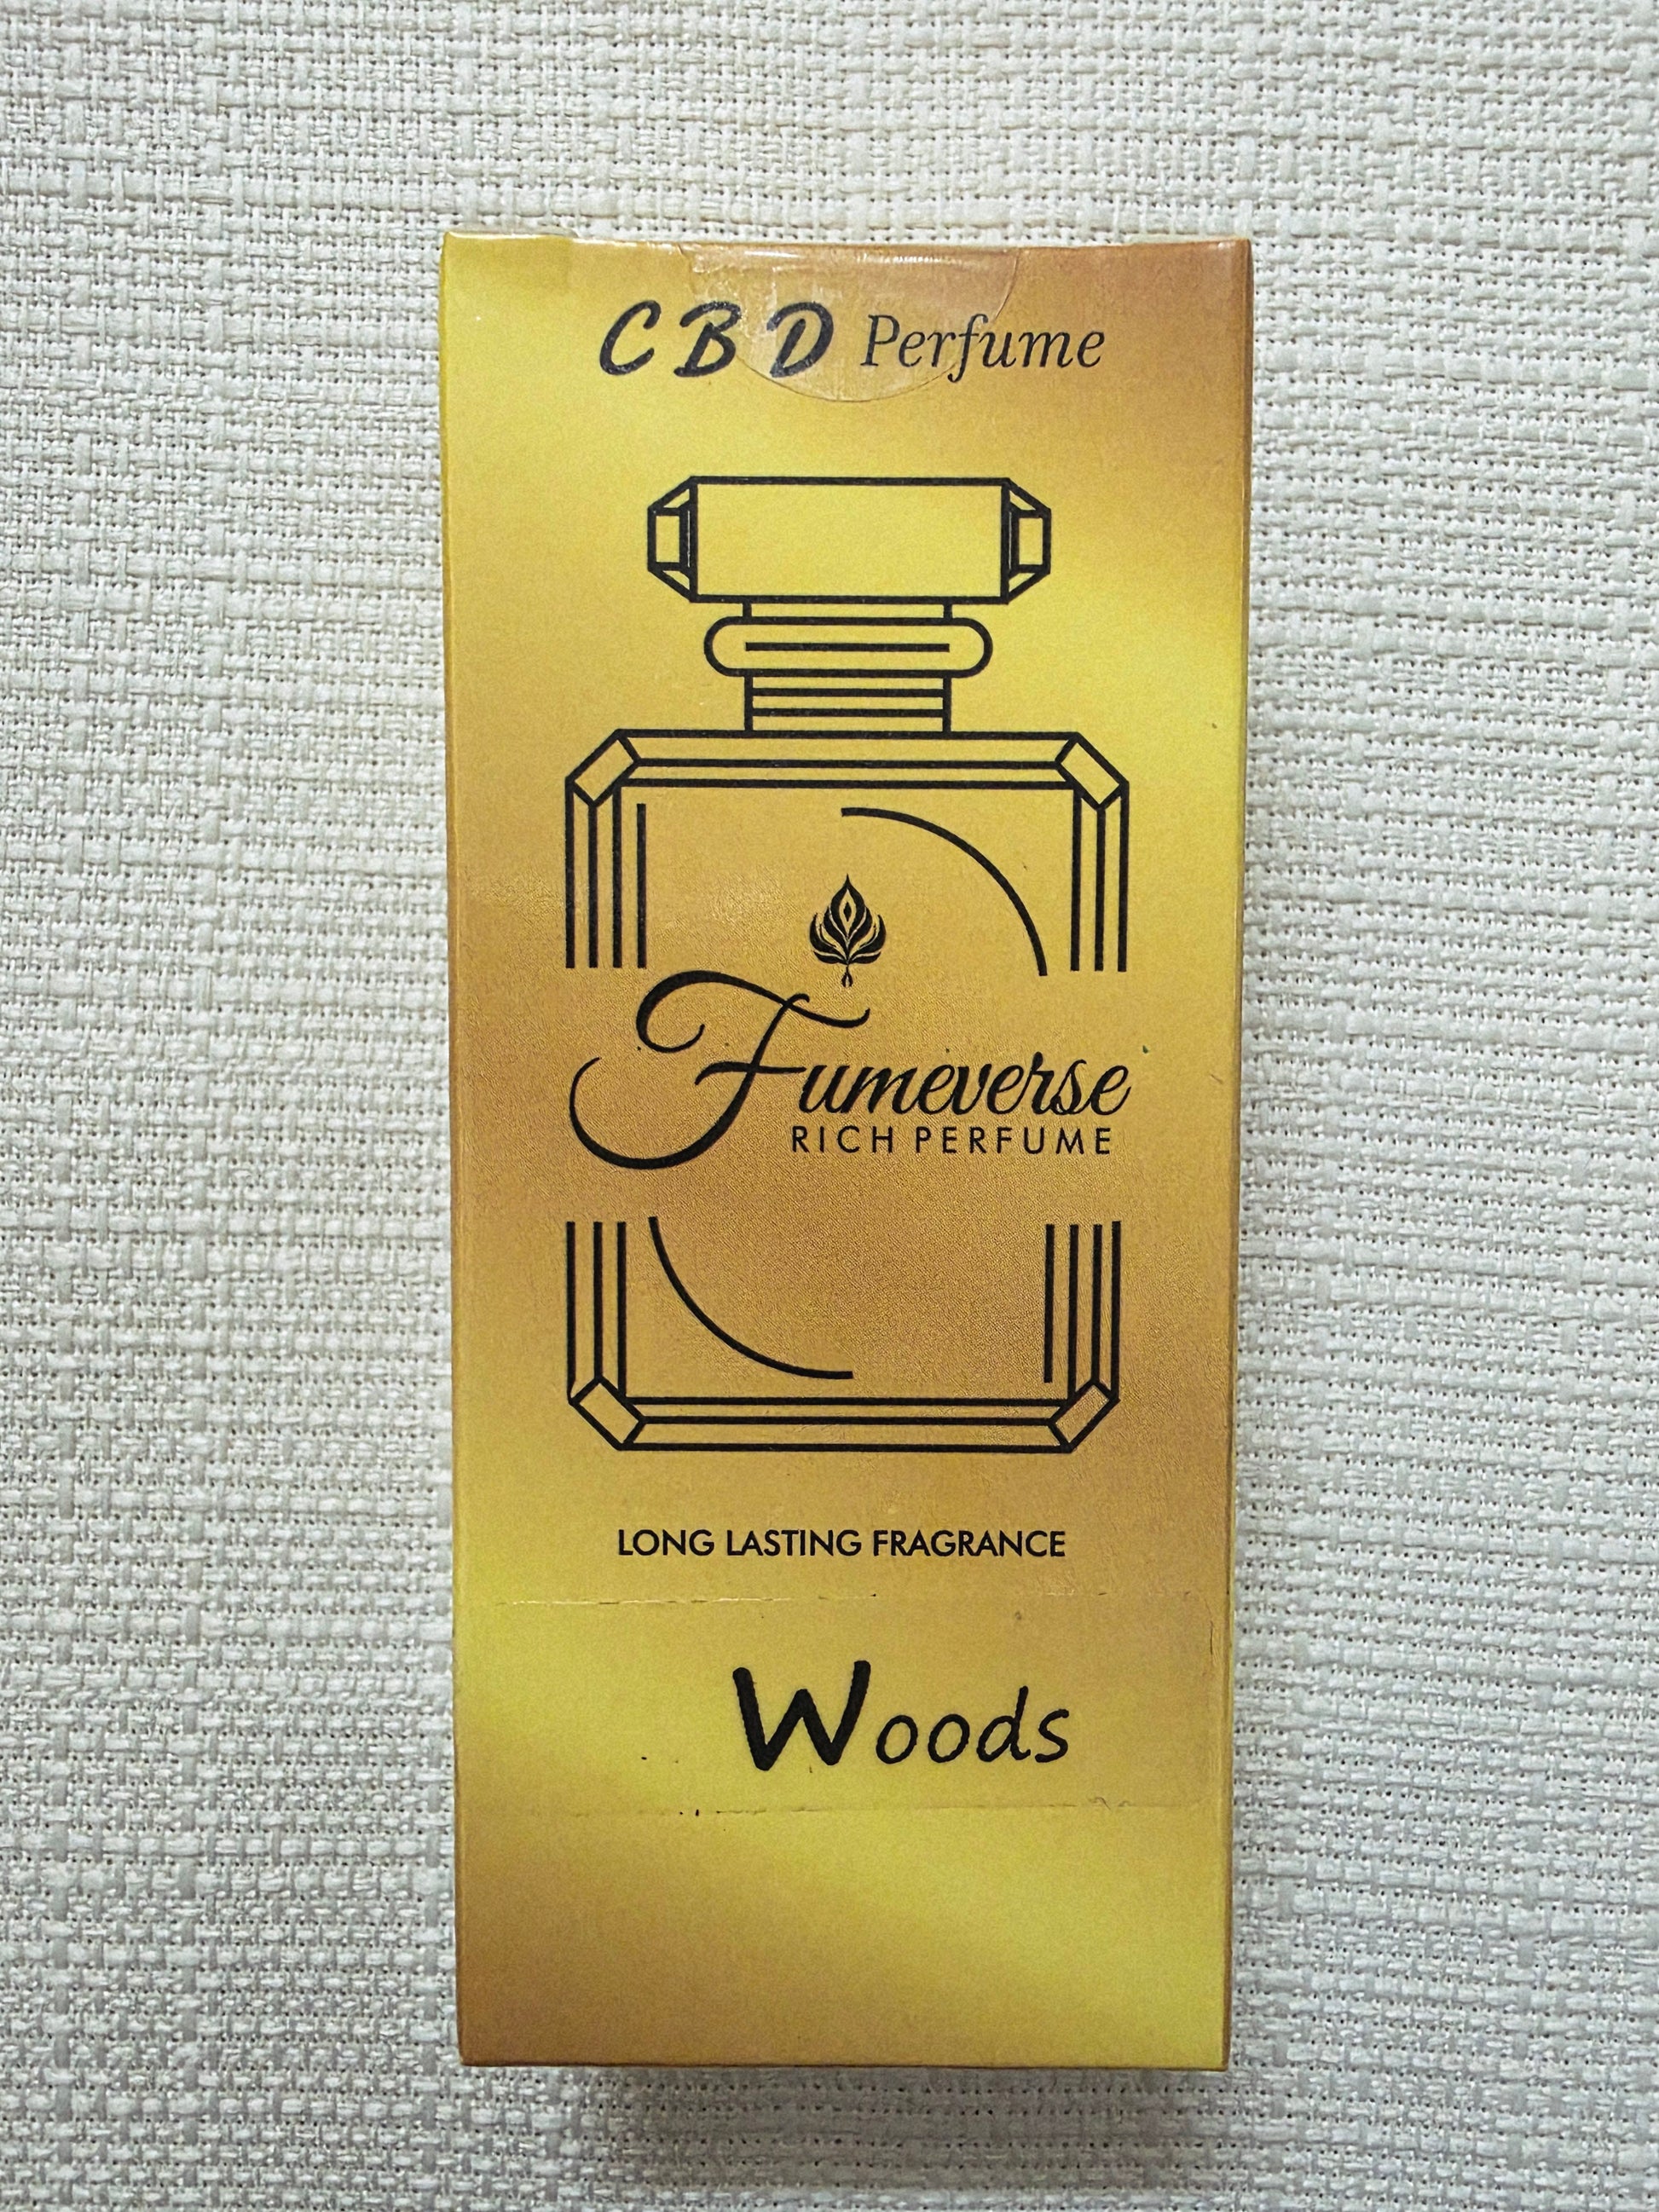 CBD Perfume
Fumeverse
RICH PERFUME
LONG LASTING FRAGRANCE
Woods